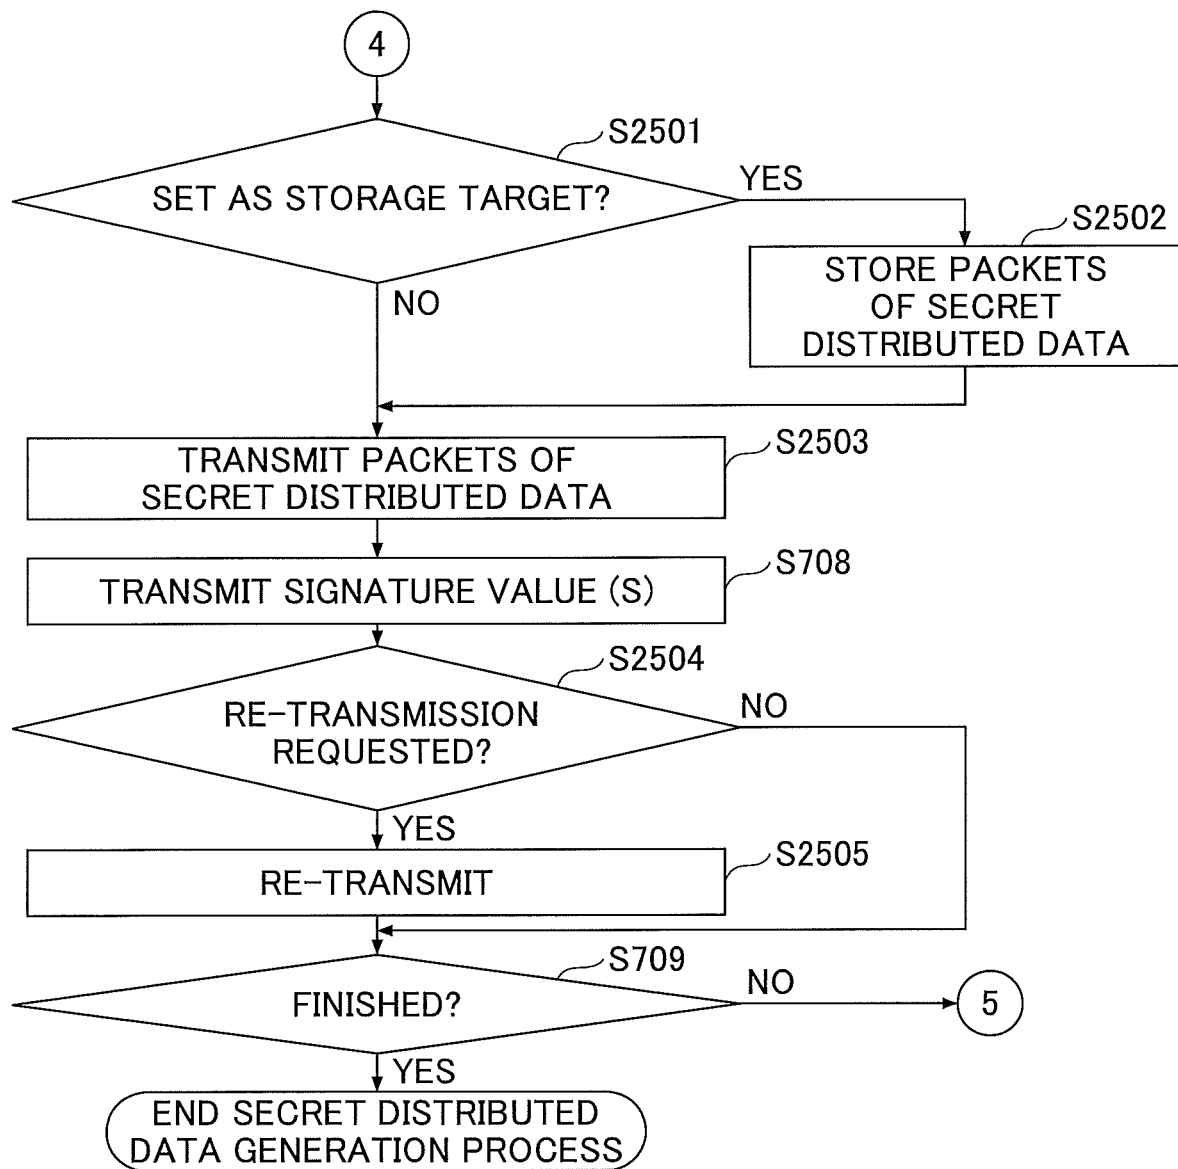 4
S2501
SET AS STORAGE TARGET?
YES
S2502
STORE PACKETS
OF SECRET
DISTRIBUTED DATA
NO
S2503
TRANSMIT PACKETS OF
SECRET DISTRIBUTED DATA
S708
TRANSMIT SIGNATURE VALUE (S)
S2504
RE-TRANSMISSION
REQUESTED?
NO
YES
S2505
RE-TRANSMIT
S709
FINISHED?
NO
5
YES
END SECRET DISTRIBUTED
DATA GENERATION PROCESS